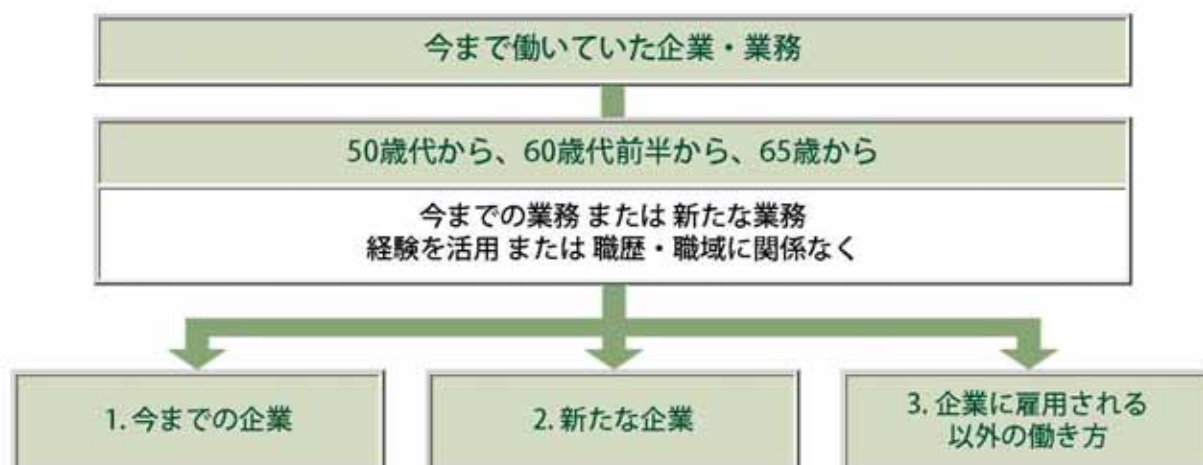 今まで働いていた企業・業務
50歳代から、60歳代前半から、65歳から
今までの業務 または 新たな業務
経験を活用 または 職歴・職域に関係なく
1. 今までの企業
2. 新たな企業
3. 企業に雇用される
以外の働き方